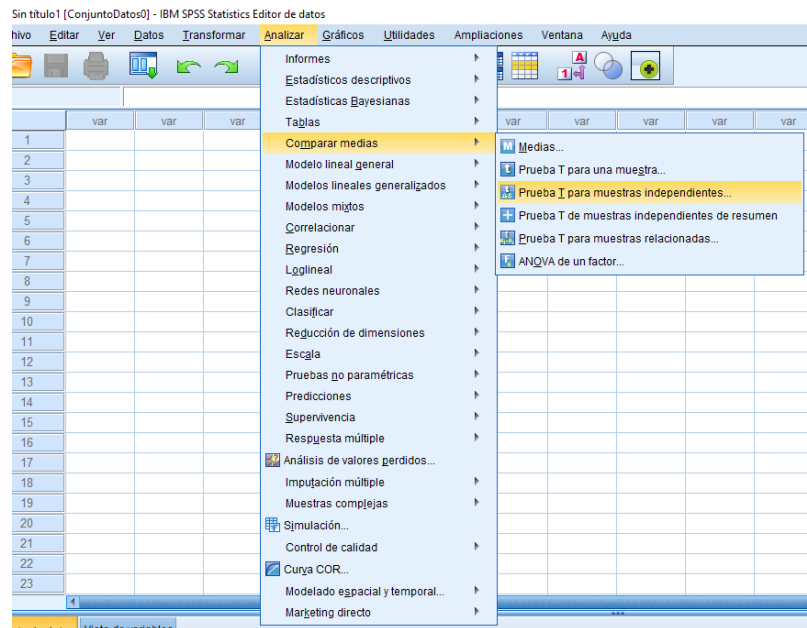 Sin título1 [ConjuntoDatos0] - IBM SPSS Statistics Editor de datos
hivo Editar Ver Datos Transformar Analizar Gráficos Utilidades Ampliaciones Ventana Ayuda
var var var var var var var var
Informes
Estadísticos descriptivos
Estadísticas Bayesianas
Tablas
Comparar medias
Modelo lineal general
Modelos lineales generalizados
Modelos mixtos
Correlacionar
Regresión
Loglineal
Redes neuronales
Clasificar
Reducción de dimensiones
Escala
Pruebas no paramétricas
Predicciones
Supervivencia
Respuesta múltiple
Análisis de valores perdidos...
Imputación múltiple
Muestras complejas
Simulación...
Control de calidad
Curva COR...
Modelado espacial y temporal...
Marketing directo
Medias...
Prueba T para una muestra...
Prueba T para muestras independientes...
Prueba T de muestras independientes de resumen
Prueba T para muestras relacionadas...
ANOVA de un factor...
1
2
3
4
5
6
7
8
9
10
11
12
13
14
15
16
17
18
19
20
21
22
23